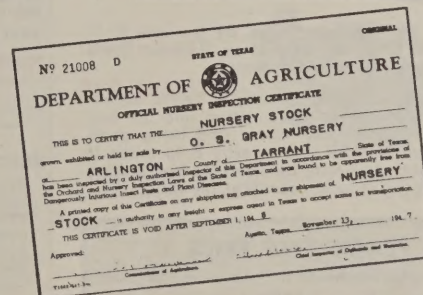 ORIGINAL
Nº 21008 D
STATE OF TEXAS
DEPARTMENT OF AGRICULTURE
OFFICIAL NURSERY INSPECTION CERTIFICATE
THIS IS TO CERTIFY THAT THE NURSERY STOCK
grown, exhibited or held for sale by O. S. GRAY NURSERY
at ARLINGTON County of TARRANT State of Texas
has been inspected by a duly authorized inspector of this Department in accordance with the provisions of
the Orchard and Nursery Inspection Laws of the State of Texas, and was found to be apparently free from
Dangerously Injurious Insect Pests and Plant Diseases.
A printed copy of this Certificate on any shipping tag attached to any shipment of NURSERY
STOCK is authority to any freight or express agent in Texas to accept same for transportation.
THIS CERTIFICATE IS VOID AFTER SEPTEMBER 1, 194 8
Austin, Texas, November 13, 194 7.
Approved:
Commissioner of Agriculture.
Chief Inspector of Orchards and Nurseries.